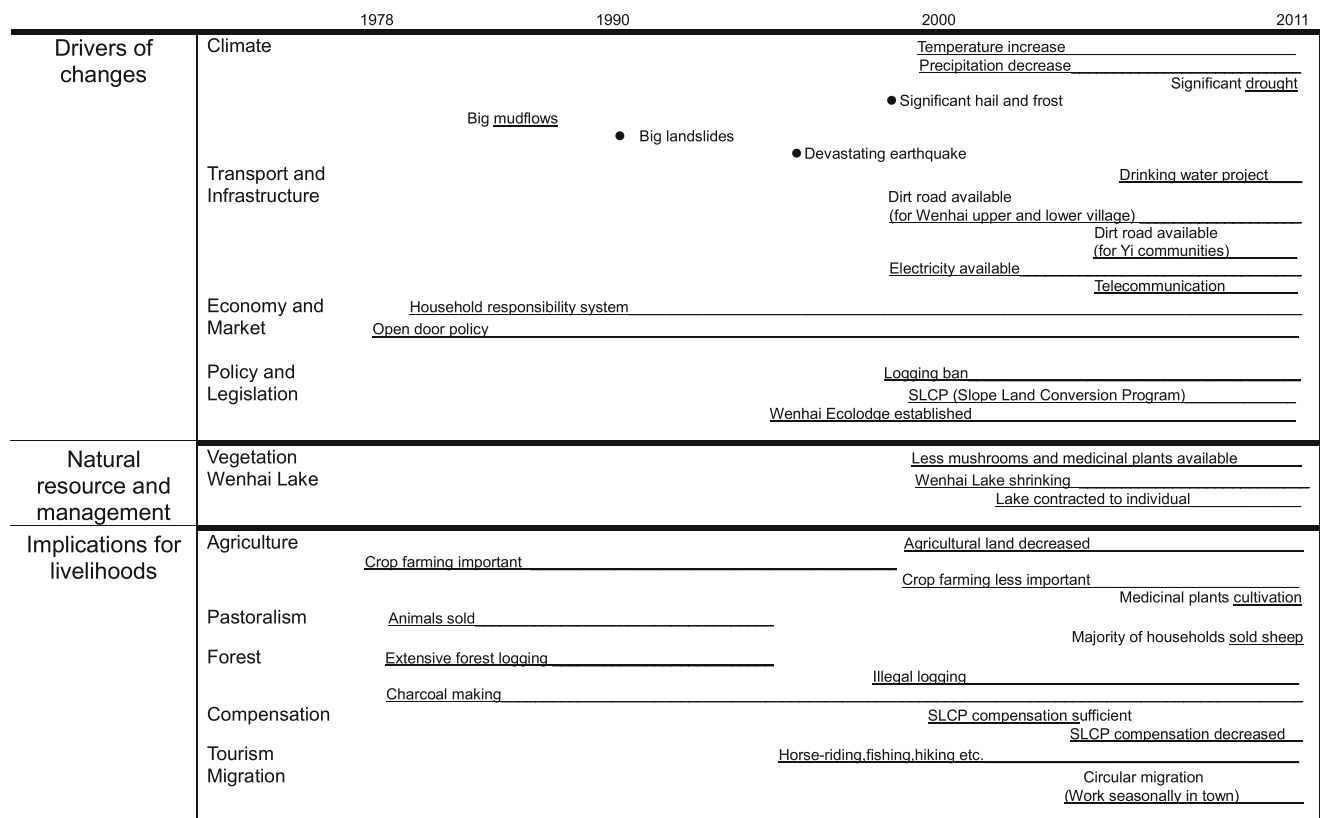 1978 1990 2000 2011
Drivers of
changes
Climate
Temperature increase
Precipitation decrease
Significant drought
Significant hail and frost
Big mudflows
Big landslides
Devastating earthquake
Transport and
Infrastructure
Drinking water project
Dirt road available
(for Wenhai upper and lower village)
Dirt road available
(for Yi communities)
Electricity available
Telecommunication
Economy and
Market
Household responsibility system
Open door policy
Policy and
Legislation
Logging ban
SLCP (Slope Land Conversion Program)
Wenhai Ecolodge established
Natural
resource and
management
Vegetation
Wenhai Lake
Less mushrooms and medicinal plants available
Wenhai Lake shrinking
Lake contracted to individual
Implications for
livelihoods
Agriculture
Agricultural land decreased
Crop farming important
Crop farming less important
Medicinal plants cultivation
Pastoralism
Animals sold
Majority of households sold sheep
Forest
Extensive forest logging
Illegal logging
Charcoal making
Compensation
SLCP compensation sufficient
SLCP compensation decreased
Tourism
Horse-riding,fishing,hiking etc.
Migration
Circular migration
(Work seasonally in town)